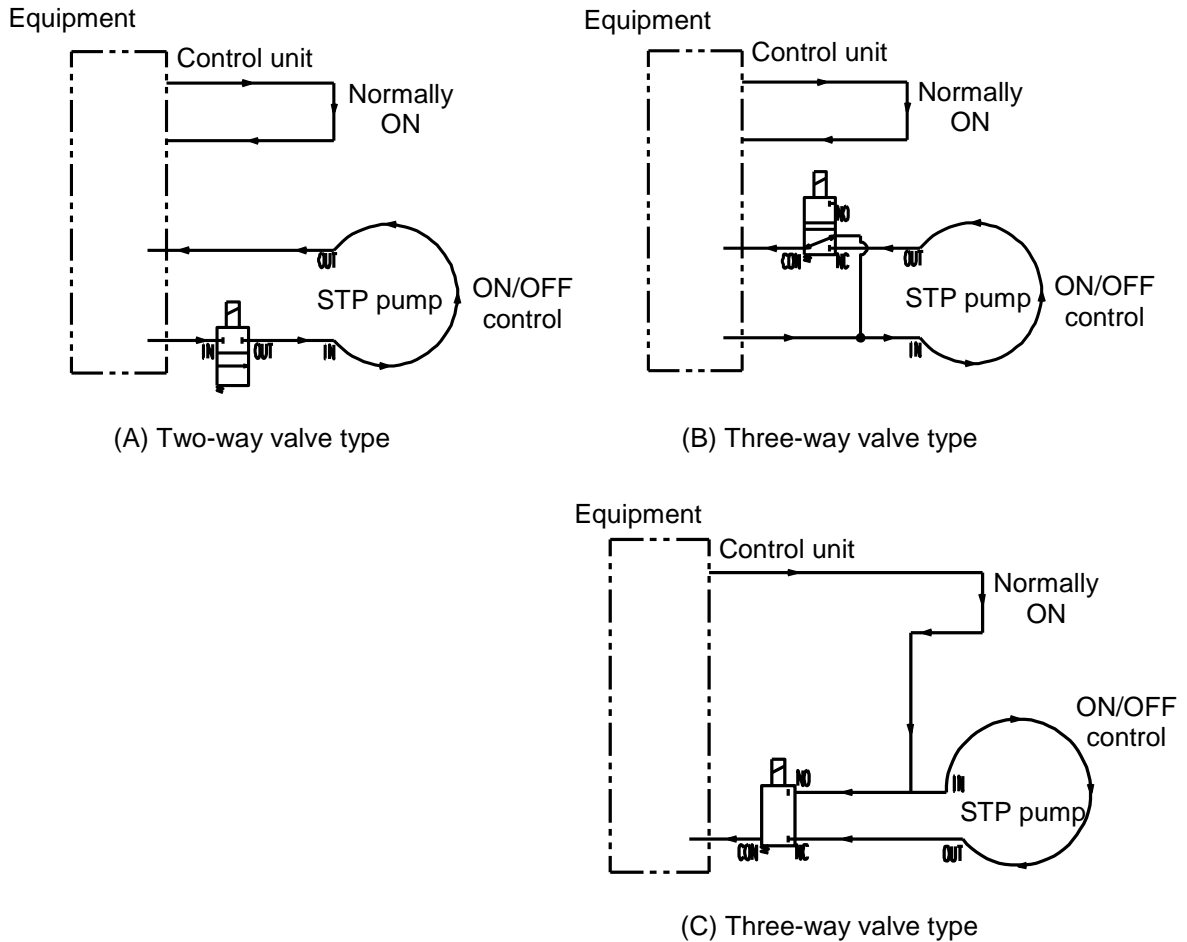 Equipment
Control unit
Normally
ON
OUT
STP pump
ON/OFF
control
IN
OUT
IN
(A) Two-way valve type
Equipment
Control unit
Normally
ON
NO
CON
NC
OUT
STP pump
ON/OFF
control
IN
(B) Three-way valve type
Equipment
Control unit
Normally
ON
ON/OFF
control
NO
IN
STP pump
CON
NC
OUT
(C) Three-way valve type